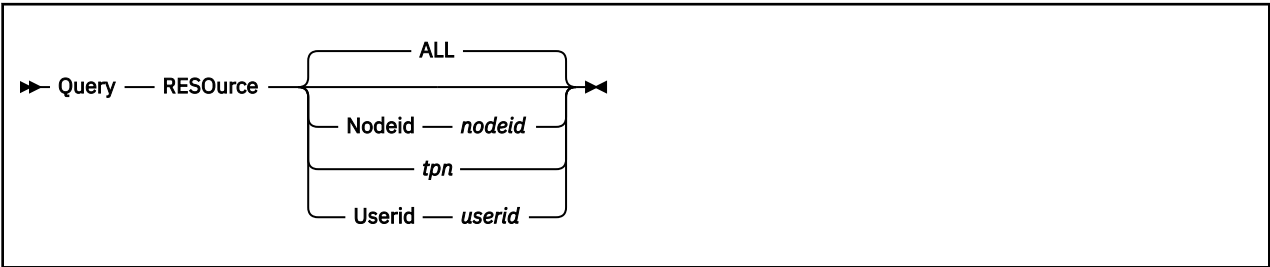 ALL
Query RESOurce
Nodeid nodeid
tpn
Userid userid